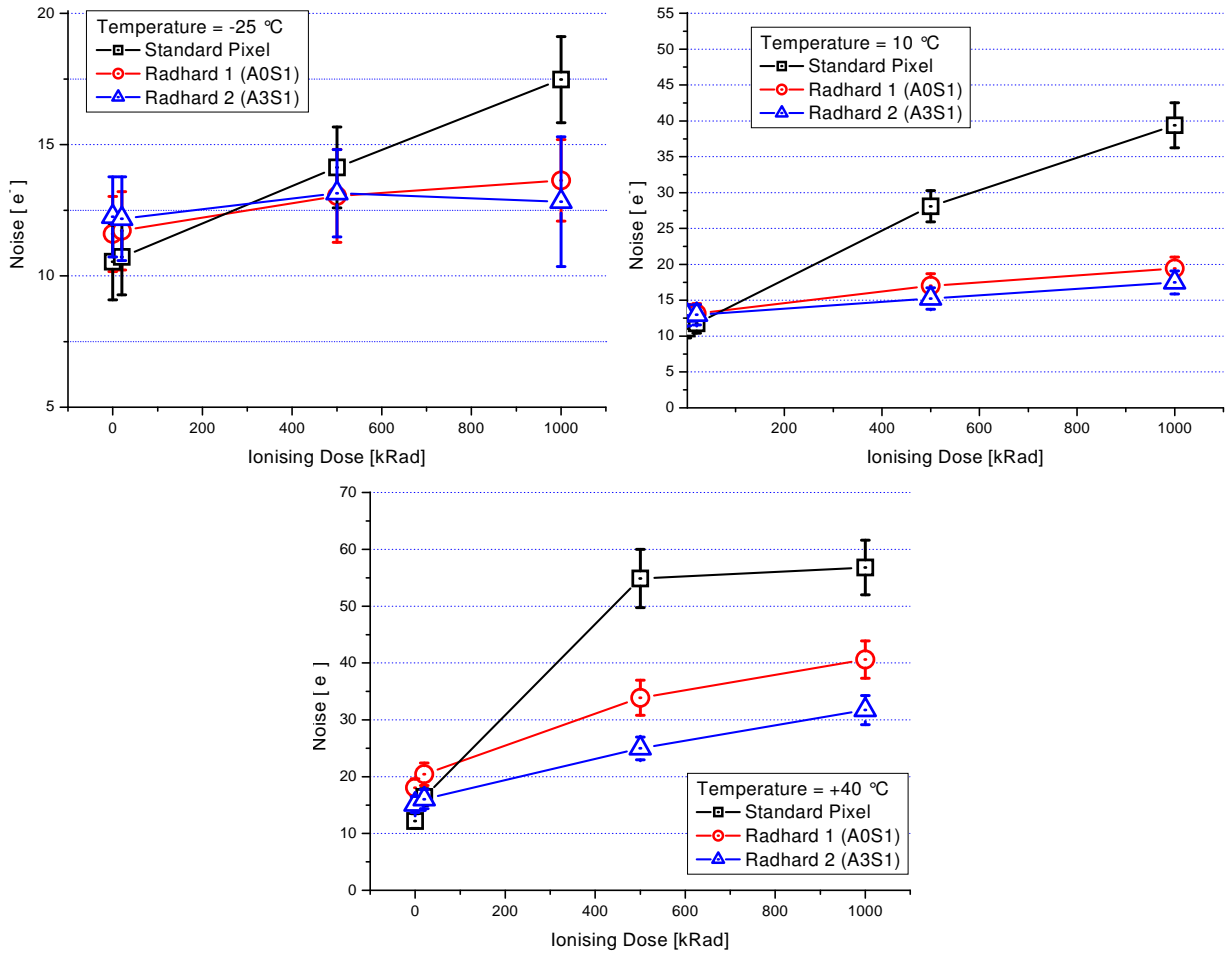 20
15
10
5
Noise [ e⁻]
Temperature = -25 °C
Standard Pixel
Radhard 1 (A0S1)
Radhard 2 (A3S1)
0 200 400 600 800 1000
Ionising Dose [kRad]
55
50
45
40
35
30
25
20
15
10
5
0
Noise [ e⁻]
Temperature = 10 °C
Standard Pixel
Radhard 1 (A0S1)
Radhard 2 (A3S1)
200 400 600 800 1000
Ionising Dose [kRad]
70
60
50
40
30
20
10
0
Noise [ e⁻]
Temperature = +40 °C
Standard Pixel
Radhard 1 (A0S1)
Radhard 2 (A3S1)
0 200 400 600 800 1000
Ionising Dose [kRad]